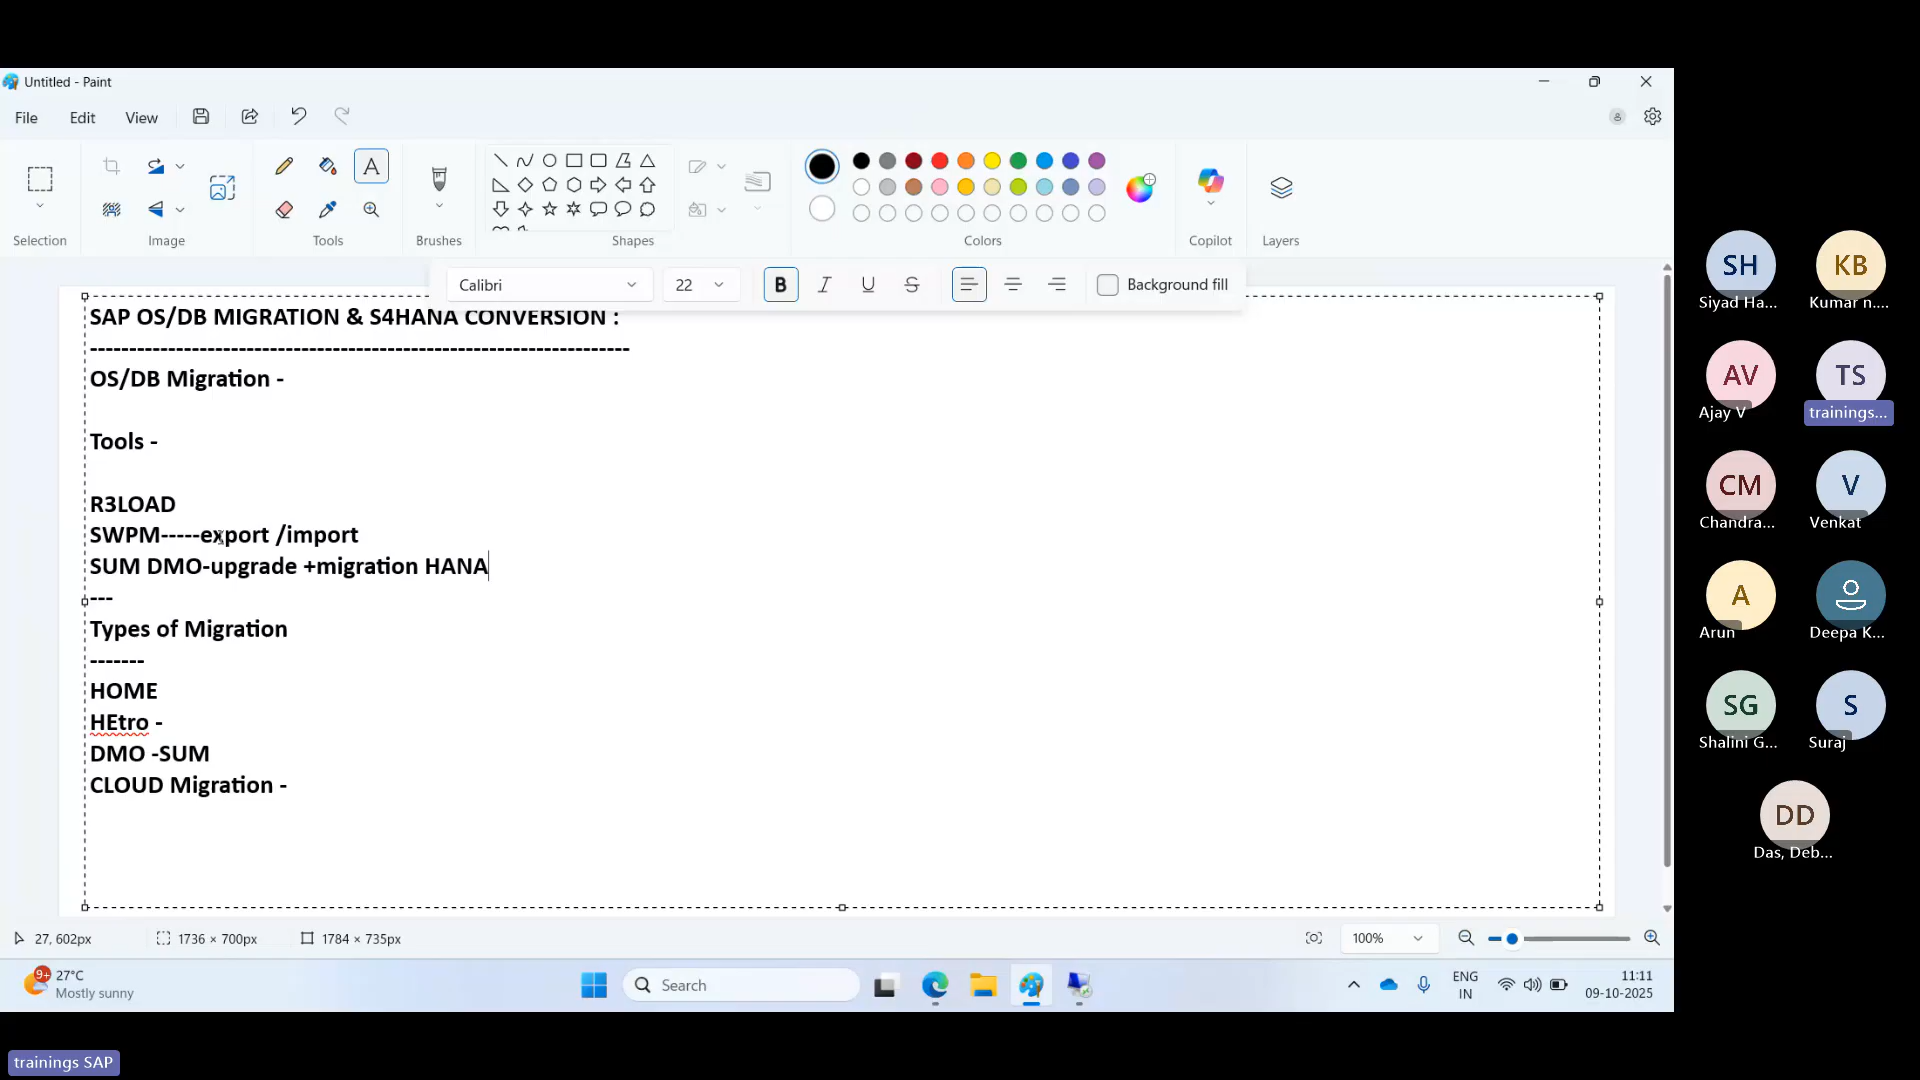 Untitled - Paint
File Edit View
Selection Image Tools Brushes Shapes Colors Copilot Layers
Calibri 22 B I U S Background fill
SAP OS/DB MIGRATION & S4HANA CONVERSION :
--------------------------------------------------------------------
OS/DB Migration -
Tools -
R3LOAD
SWPM-----export /import
SUM DMO-upgrade +migration HANA
---
Types of Migration
-------
HOME
HEtro -
DMO -SUM
CLOUD Migration -
27, 602px 1736 × 700px 1784 × 735px 100%
9+ 27°C
Mostly sunny
Search
ENG
IN
11:11
09-10-2025
SH KB
Siyad Ha... Kumar n....
AV TS
Ajay V trainings...
CM V
Chandra... Venkat
A
Arun Deepa K...
SG S
Shalini G... Suraj
DD
Das, Deb...
trainings SAP